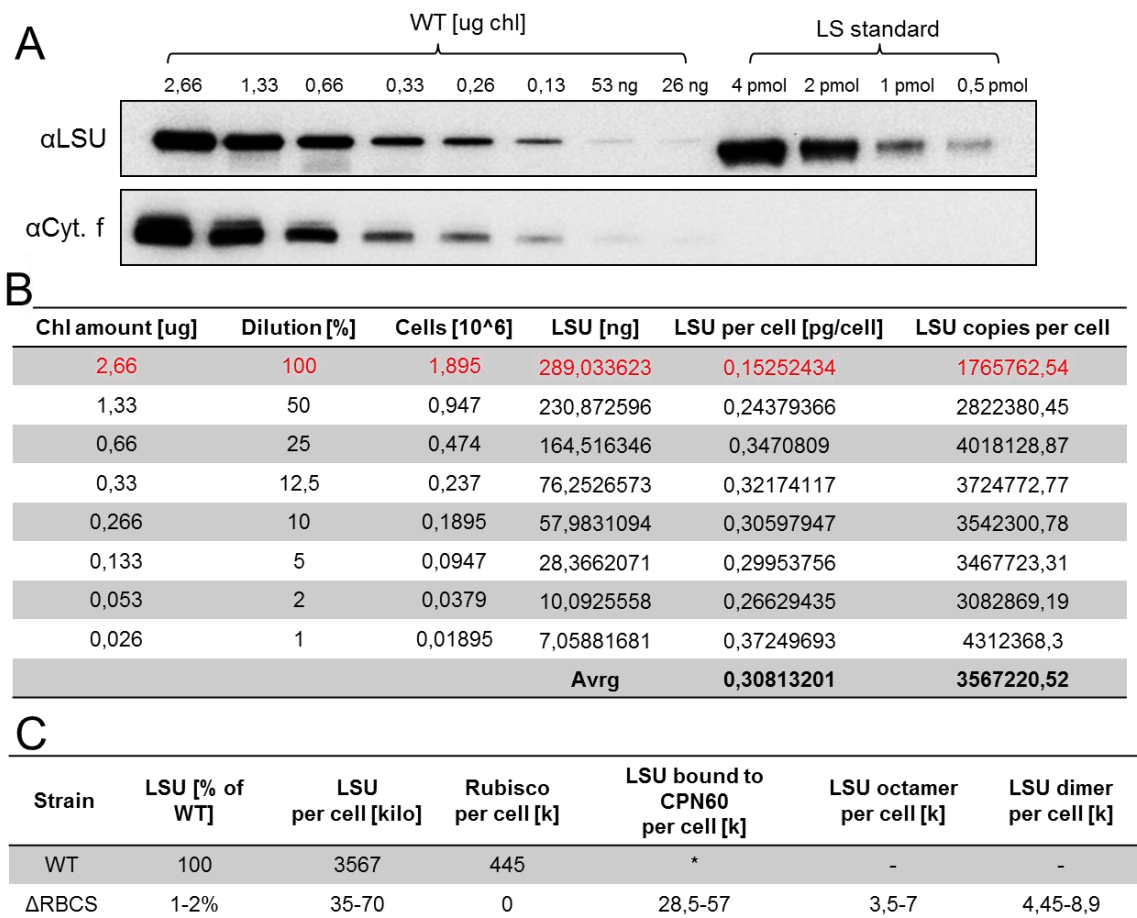 A
WT [ug chl] LS standard
2,66 1,33 0,66 0,33 0,26 0,13 53 ng 26 ng 4 pmol 2 pmol 1 pmol 0,5 pmol
αLSU
αCyt. f
B
Chl amount [ug] Dilution [%] Cells [10^6] LSU [ng] LSU per cell [pg/cell] LSU copies per cell
2,66 100 1,895 289,033623 0,15252434 1765762,54
1,33 50 0,947 230,872596 0,24379366 2822380,45
0,66 25 0,474 164,516346 0,3470809 4018128,87
0,33 12,5 0,237 76,2526573 0,32174117 3724772,77
0,266 10 0,1895 57,9831094 0,30597947 3542300,78
0,133 5 0,0947 28,3662071 0,29953756 3467723,31
0,053 2 0,0379 10,0925558 0,26629435 3082869,19
0,026 1 0,01895 7,05881681 0,37249693 4312368,3
Avrg 0,30813201 3567220,52
C
Strain LSU [% of WT] LSU per cell [kilo] Rubisco per cell [k] LSU bound to CPN60 per cell [k] LSU octamer per cell [k] LSU dimer per cell [k]
WT 100 3567 445 * - -
ΔRBCS 1-2% 35-70 0 28,5-57 3,5-7 4,45-8,9